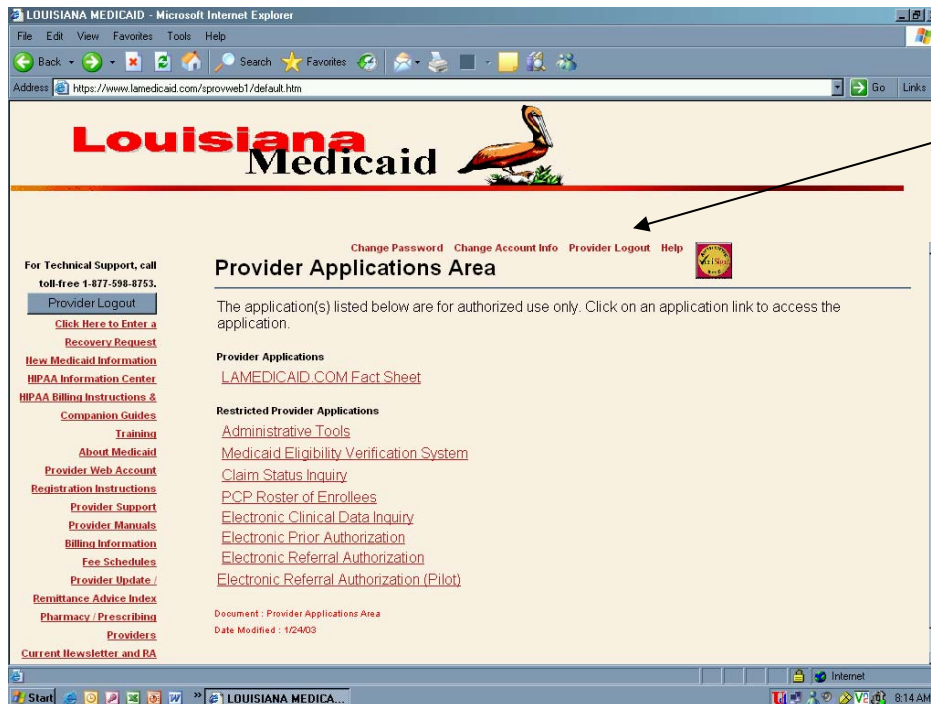 LOUISIANA MEDICAID - Microsoft Internet Explorer
File Edit View Favorites Tools Help
Back Search Favorites
Address https://www.lamedicaid.com/sprovweb1/default.htm Go Links
Louisiana
Medicaid
Change Password Change Account Info Provider Logout Help
Provider Applications Area
For Technical Support, call
toll-free 1-877-598-8753.
Provider Logout
Click Here to Enter a
Recovery Request
New Medicaid Information
HIPAA Information Center
HIPAA Billing Instructions &
Companion Guides
Training
About Medicaid
Provider Web Account
Registration Instructions
Provider Support
Provider Manuals
Billing Information
Fee Schedules
Provider Update /
Remittance Advice Index
Pharmacy / Prescribing
Providers
Current Newsletter and RA
The application(s) listed below are for authorized use only. Click on an application link to access the
application.
Provider Applications
LAMEDICAID.COM Fact Sheet
Restricted Provider Applications
Administrative Tools
Medicaid Eligibility Verification System
Claim Status Inquiry
PCP Roster of Enrollees
Electronic Clinical Data Inquiry
Electronic Prior Authorization
Electronic Referral Authorization
Electronic Referral Authorization (Pilot)
Document : Provider Applications Area
Date Modified : 1/24/03
Internet
Start » LOUISIANA MEDICA... 8:14 AM